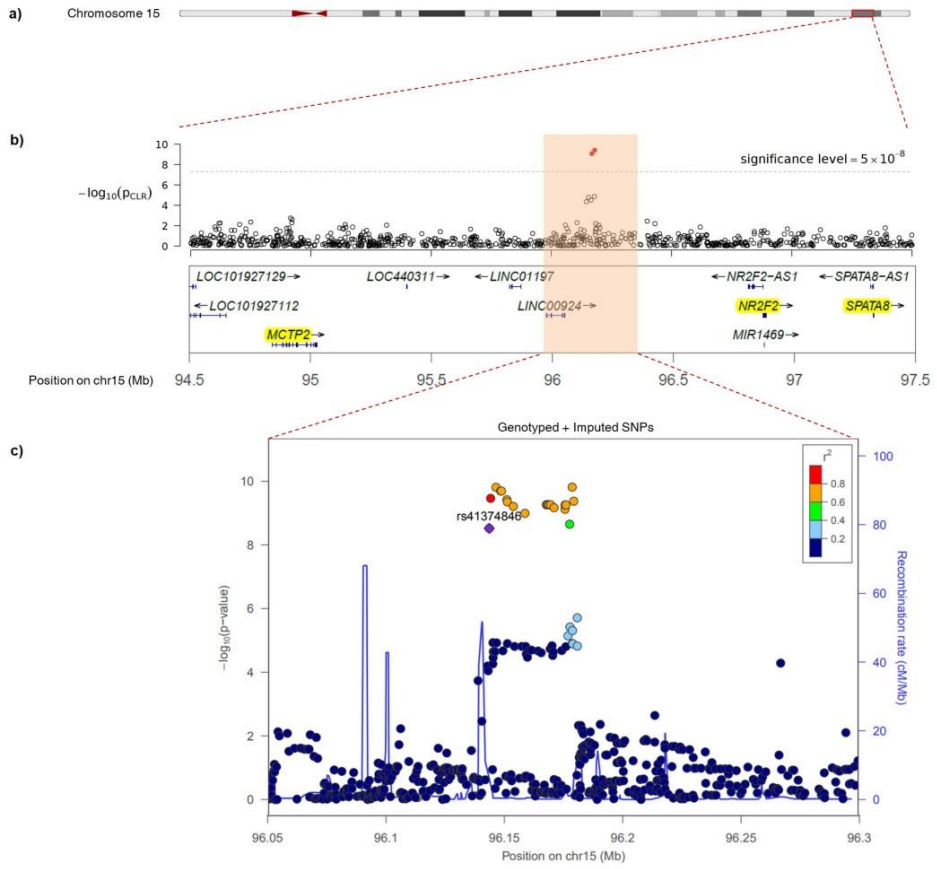 a) Chromosome 15
b)
10
8
6
4
2
0
−log10(pCLR)
significance level = 5 × 10−8
LOC101927129→ LOC440311→ ←LINC01197 ←NR2F2−AS1 ←SPATA8−AS1
←LOC101927112 LINC00924→ NR2F2→ SPATA8→
MCTP2→ MIR1469→
Position on chr15 (Mb) 94.5 95 95.5 96 96.5 97 97.5
c)
Genotyped + Imputed SNPs
r2
0.8
0.6
0.4
0.2
rs41374846
10
8
6
4
2
0
−log10(p−value)
100
80
60
40
20
0
Recombination rate (cM/Mb)
96.05 96.1 96.15 96.2 96.25 96.3
Position on chr15 (Mb)